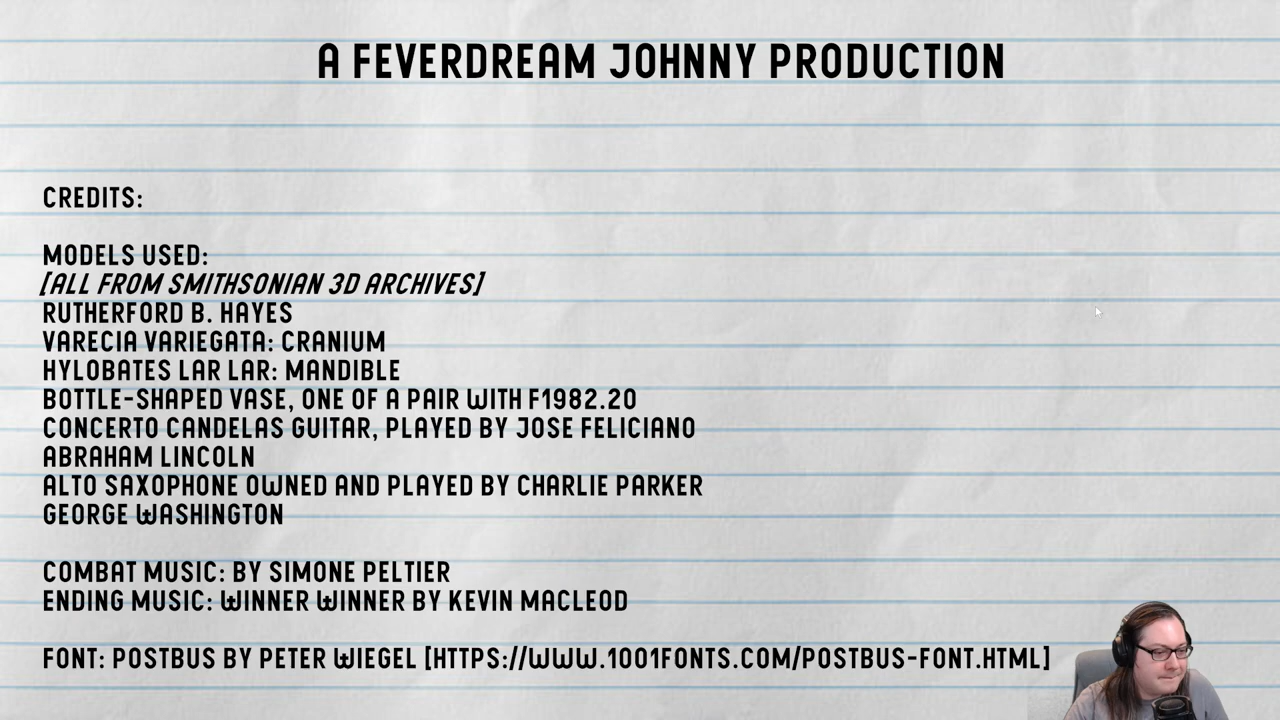 A FEVERDREAM JOHNNY PRODUCTION
CREDITS:
MODELS USED:
[ALL FROM SMITHSONIAN 3D ARCHIVES]
RUTHERFORD B. HAYES
VARECIA VARIEGATA: CRANIUM
HYLOBATES LAR LAR: MANDIBLE
BOTTLE-SHAPED VASE, ONE OF A PAIR WITH F1982.20
CONCERTO CANDELAS GUITAR, PLAYED BY JOSE FELICIANO
ABRAHAM LINCOLN
ALTO SAXOPHONE OWNED AND PLAYED BY CHARLIE PARKER
GEORGE WASHINGTON
COMBAT MUSIC: BY SIMONE PELTIER
ENDING MUSIC: WINNER WINNER BY KEVIN MACLEOD
FONT: POSTBUS BY PETER WIEGEL [HTTPS://WWW.1001FONTS.COM/POSTBUS-FONT.HTML]